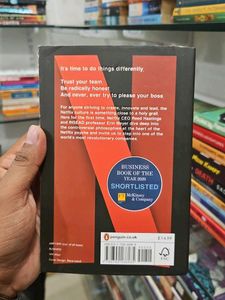 It's time to do things differently.
Trust your team.
Be radically honest.
And never, ever try to please your boss.
For anyone striving to create, innovate and lead, the
Netflix culture is something close to a holy grail.
Here for the first time, Netflix CEO Reed Hastings
and INSEAD professor Erin Meyer dive deep into
the controversial philosophies at the heart of the
Netflix psyche and invite us to step into one of the
world's most revolutionary companies.
BUSINESS
BOOK OF THE
YEAR 2020
SHORTLISTED
FT
McKinsey
& Company
penguin.co.uk
FSC